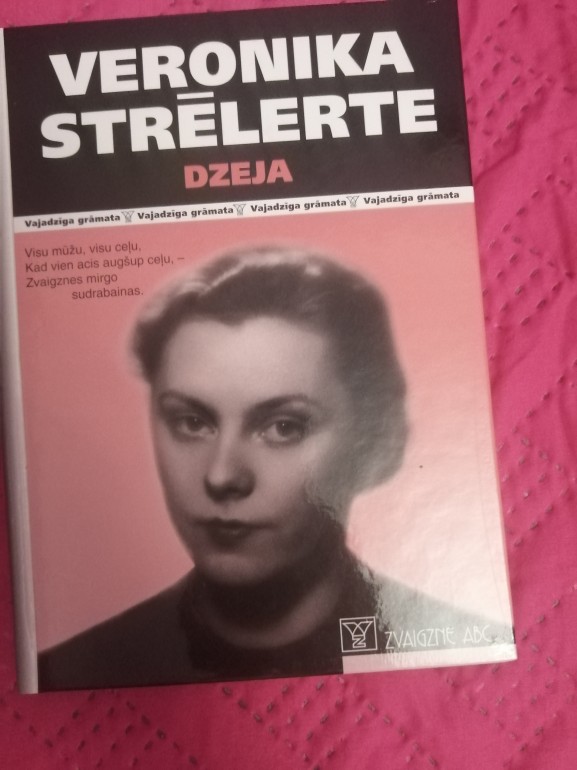 VERONIKA
STRĒLERTE
DZEJA
Vajadzīga grāmata Vajadzīga grāmata Vajadzīga grāmata Vajadzīga grāmata
Visu mūžu, visu ceļu,
Kad vien acis augšup ceļu, –
Zvaigznes mirgo
sudrabainas.
ZVAIGZNE ABC